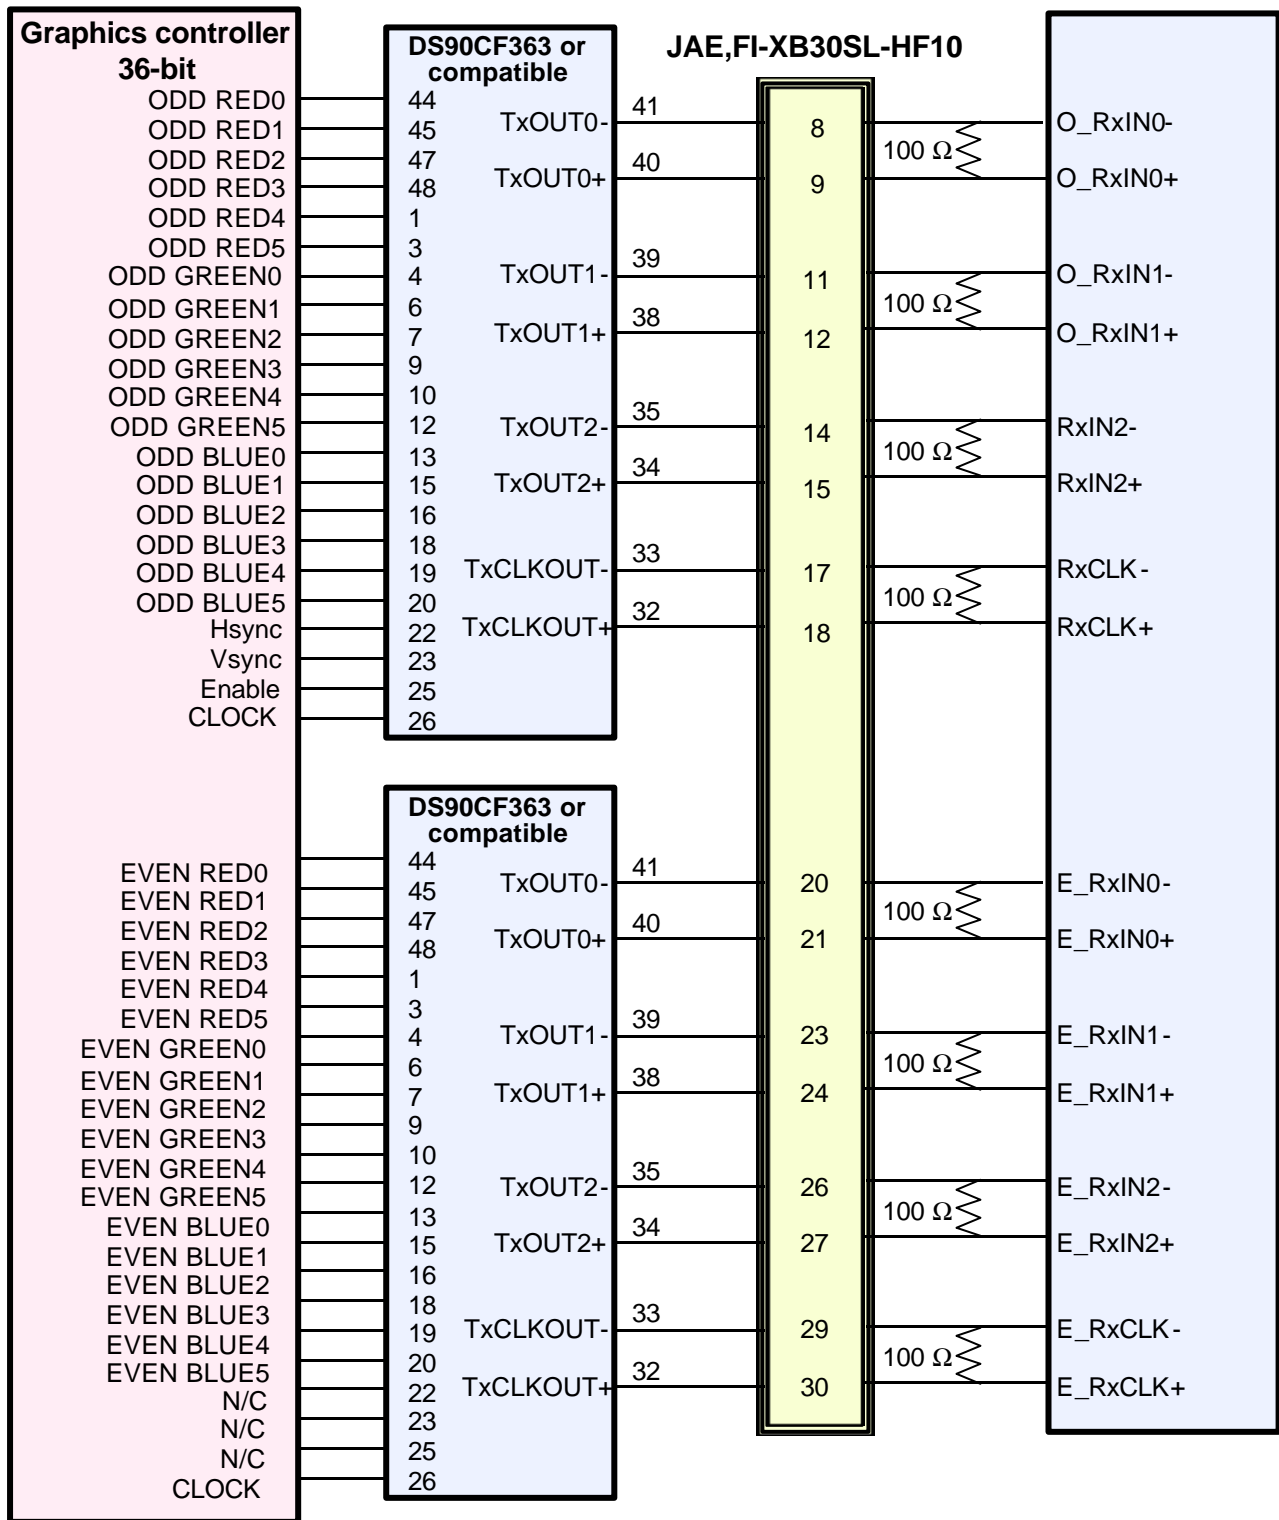 Graphics controller
36-bit
ODD RED0
ODD RED1
ODD RED2
ODD RED3
ODD RED4
ODD RED5
ODD GREEN0
ODD GREEN1
ODD GREEN2
ODD GREEN3
ODD GREEN4
ODD GREEN5
ODD BLUE0
ODD BLUE1
ODD BLUE2
ODD BLUE3
ODD BLUE4
ODD BLUE5
Hsync
Vsync
Enable
CLOCK
EVEN RED0
EVEN RED1
EVEN RED2
EVEN RED3
EVEN RED4
EVEN RED5
EVEN GREEN0
EVEN GREEN1
EVEN GREEN2
EVEN GREEN3
EVEN GREEN4
EVEN GREEN5
EVEN BLUE0
EVEN BLUE1
EVEN BLUE2
EVEN BLUE3
EVEN BLUE4
EVEN BLUE5
N/C
N/C
N/C
CLOCK
DS90CF363 or
compatible
44
45
47
48
1
3
4
6
7
9
10
12
13
15
16
18
19
20
22
23
25
26
TxOUT0-
TxOUT0+
TxOUT1-
TxOUT1+
TxOUT2-
TxOUT2+
TxCLKOUT-
TxCLKOUT+
41
40
39
38
35
34
33
32
DS90CF363 or
compatible
44
45
47
48
1
3
4
6
7
9
10
12
13
15
16
18
19
20
22
23
25
26
TxOUT0-
TxOUT0+
TxOUT1-
TxOUT1+
TxOUT2-
TxOUT2+
TxCLKOUT-
TxCLKOUT+
41
40
39
38
35
34
33
32
JAE,FI-XB30SL-HF10
8
9
11
12
14
15
17
18
20
21
23
24
26
27
29
30
100 Ω
100 Ω
100 Ω
100 Ω
100 Ω
100 Ω
100 Ω
100 Ω
O_RxIN0-
O_RxIN0+
O_RxIN1-
O_RxIN1+
RxIN2-
RxIN2+
RxCLK-
RxCLK+
E_RxIN0-
E_RxIN0+
E_RxIN1-
E_RxIN1+
E_RxIN2-
E_RxIN2+
E_RxCLK-
E_RxCLK+